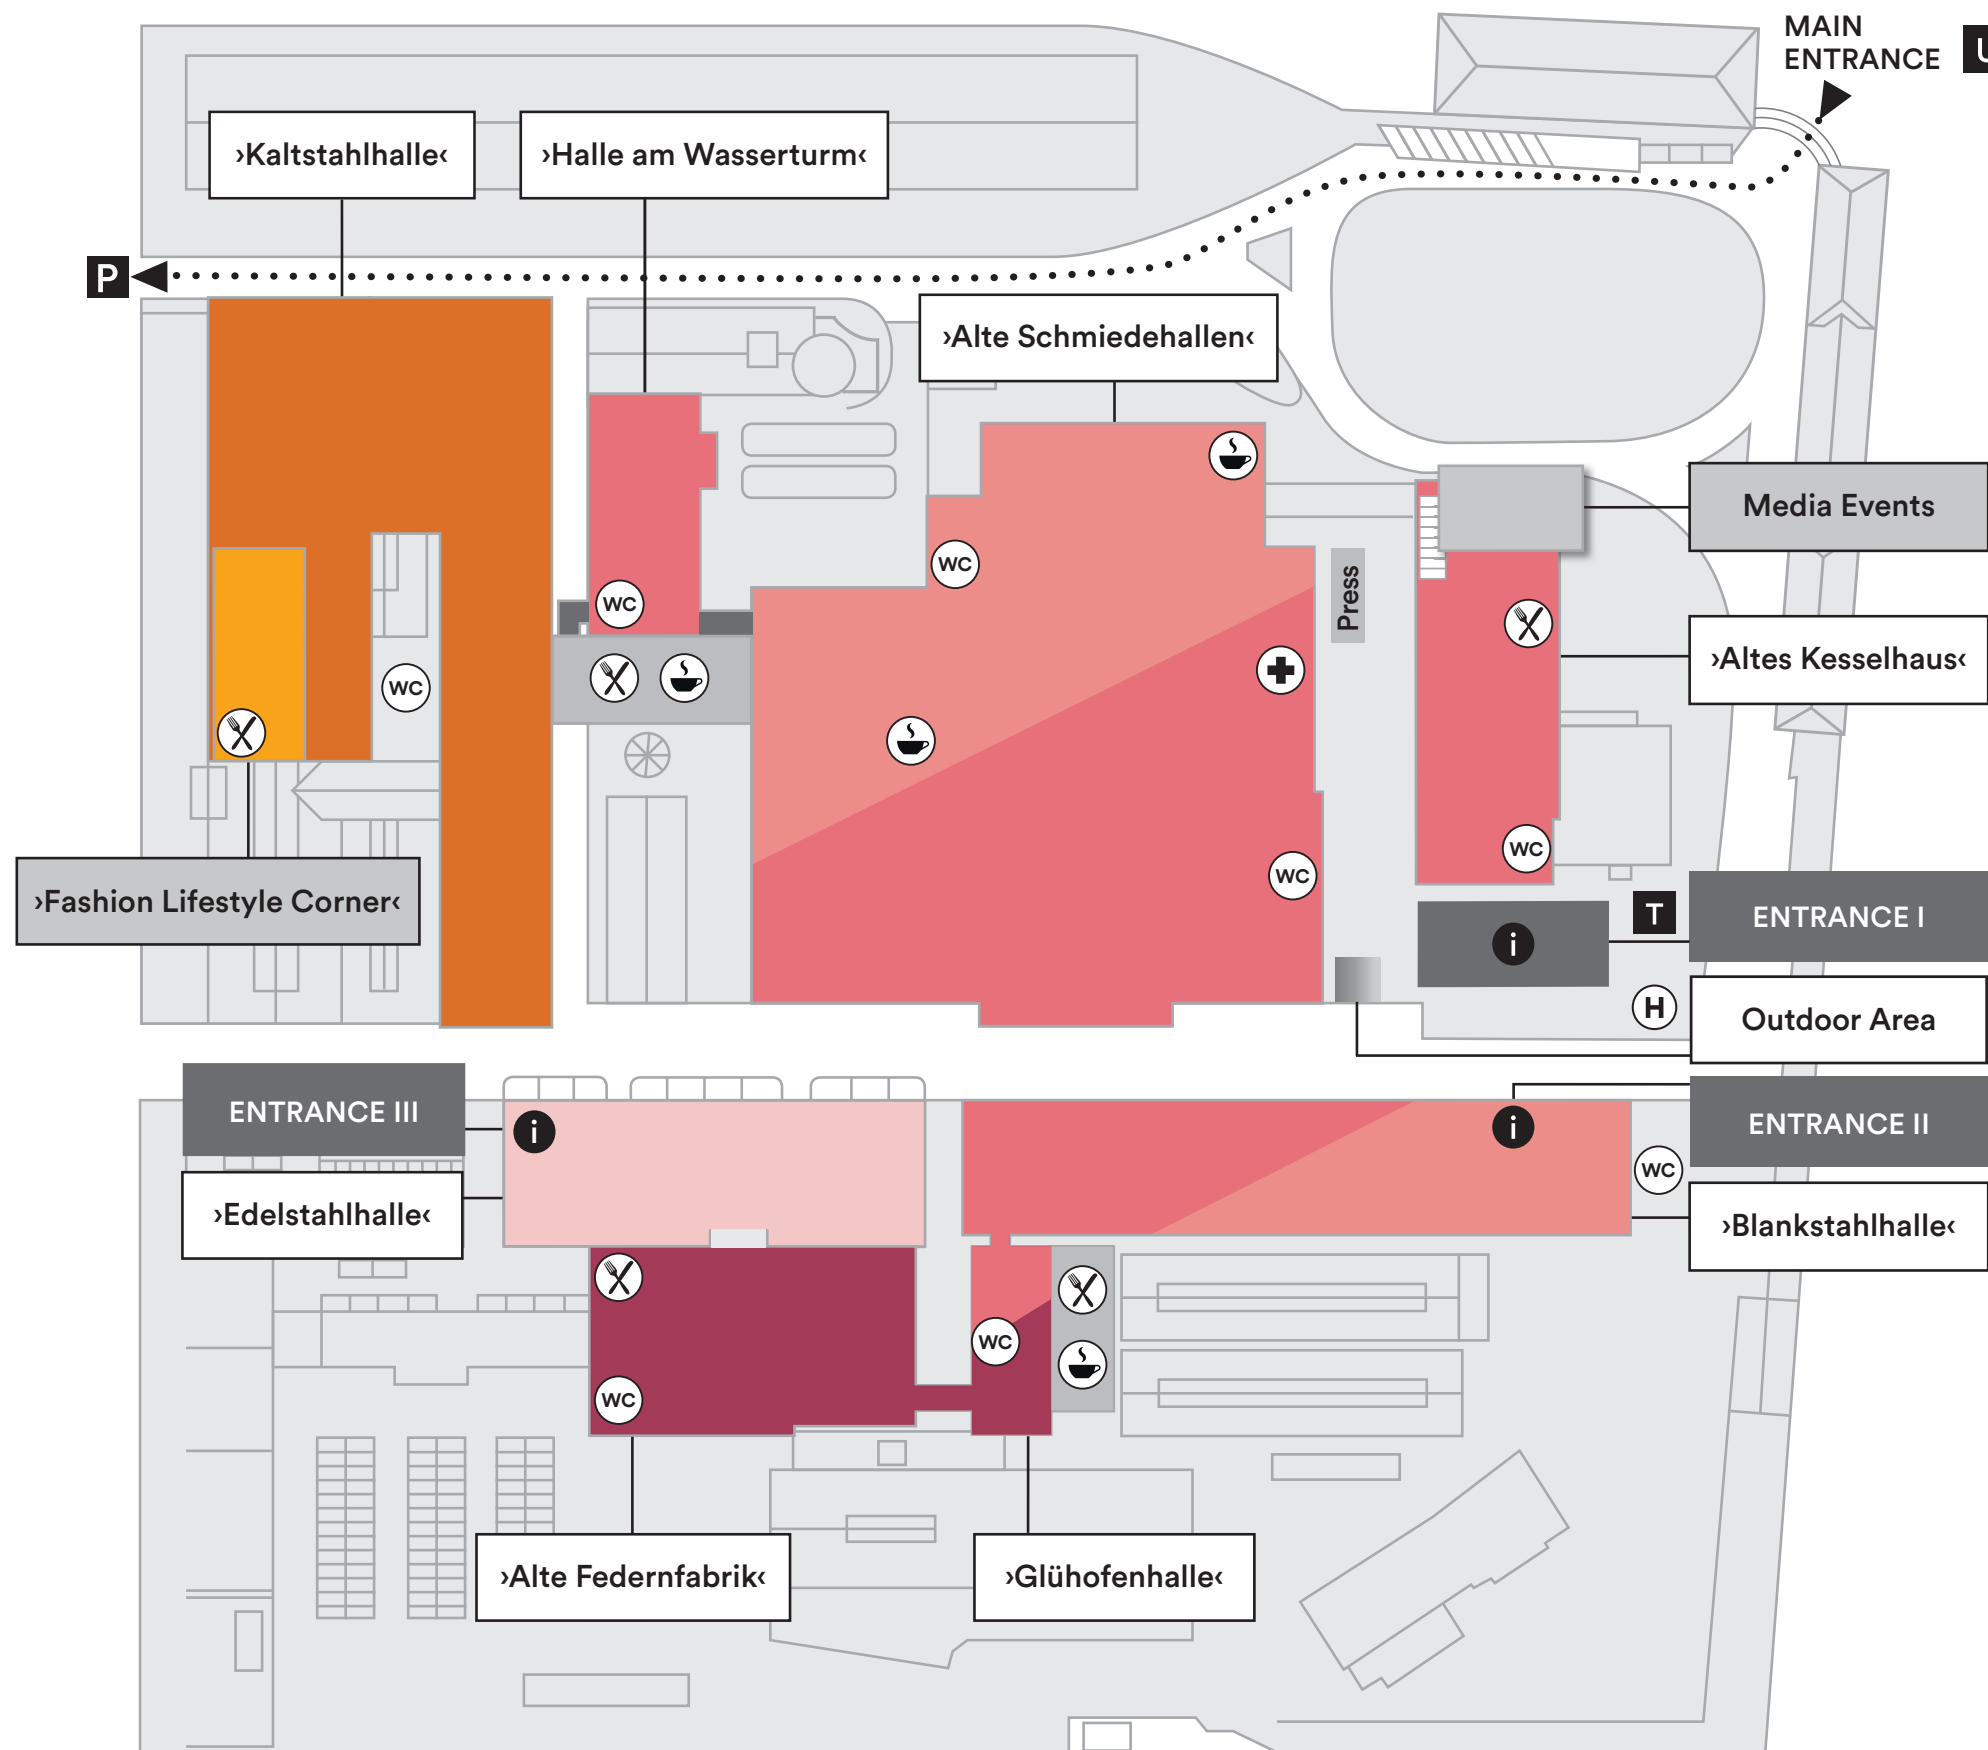 MAIN
ENTRANCE
U
›Kaltstahlhalle‹
›Halle am Wasserturm‹
P
›Alte Schmiedehallen‹
Media Events
WC
Press
WC
›Altes Kesselhaus‹
WC
WC
WC
›Fashion Lifestyle Corner‹
T
ENTRANCE I
i
H
Outdoor Area
ENTRANCE III
i
i
ENTRANCE II
WC
›Edelstahlhalle‹
›Blankstahlhalle‹
WC
WC
›Alte Federnfabrik‹
›Glühofenhalle‹